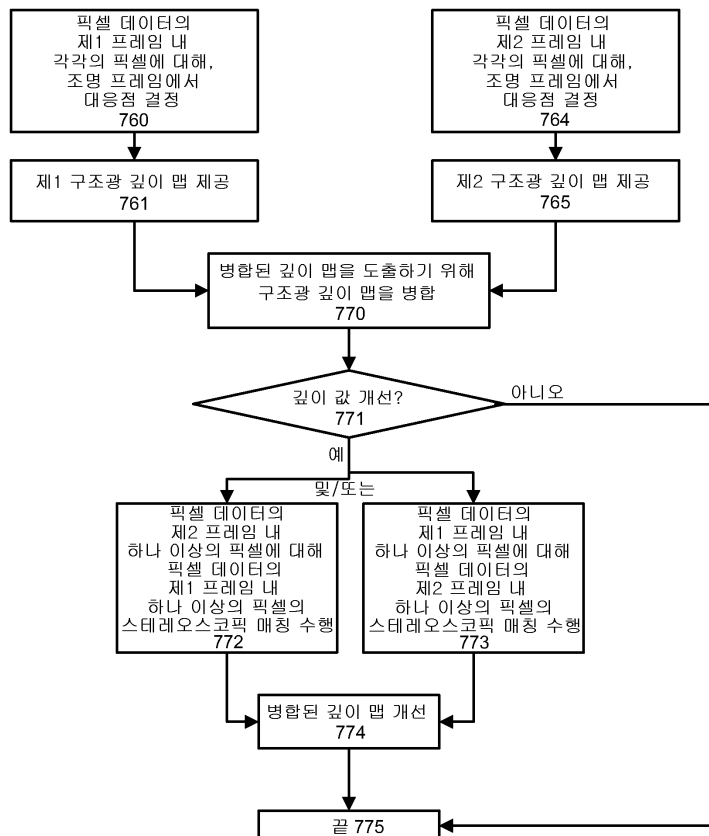 픽셀 데이터의
제1 프레임 내
각각의 픽셀에 대해,
조명 프레임에서
대응점 결정
760
픽셀 데이터의
제2 프레임 내
각각의 픽셀에 대해,
조명 프레임에서
대응점 결정
764
제1 구조광 깊이 맵 제공
761
제2 구조광 깊이 맵 제공
765
병합된 깊이 맵을 도출하기 위해
구조광 깊이 맵을 병합
770
깊이 값 개선?
771
아니오
예
및/또는
픽셀 데이터의
제2 프레임 내
하나 이상의 픽셀에 대해
픽셀 데이터의
제1 프레임 내
하나 이상의 픽셀의
스테레오스코픽 매칭 수행
772
픽셀 데이터의
제1 프레임 내
하나 이상의 픽셀에 대해
픽셀 데이터의
제2 프레임 내
하나 이상의 픽셀의
스테레오스코픽 매칭 수행
773
병합된 깊이 맵 개선
774
끝 775